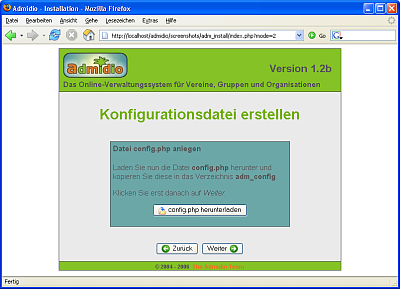 Admidio - Installation - Mozilla Firefox
Datei Bearbeiten Ansicht Gehe Lesezeichen Extras Hilfe
http://localhost/admidio/screenshots/adm_install/index.php?mode=2
Go
admidio
Version 1.2b
Das Online-Verwaltungssystem für Vereine, Gruppen und Organisationen
Konfigurationsdatei erstellen
Datei config.php anlegen
Laden Sie nun die Datei config.php herunter und
kopieren Sie diese in das Verzeichnis adm_config.
Klicken Sie erst danach auf Weiter.
config.php herunterladen
Zurück Weiter
© 2004 - 2006 The Admidio Team
Fertig